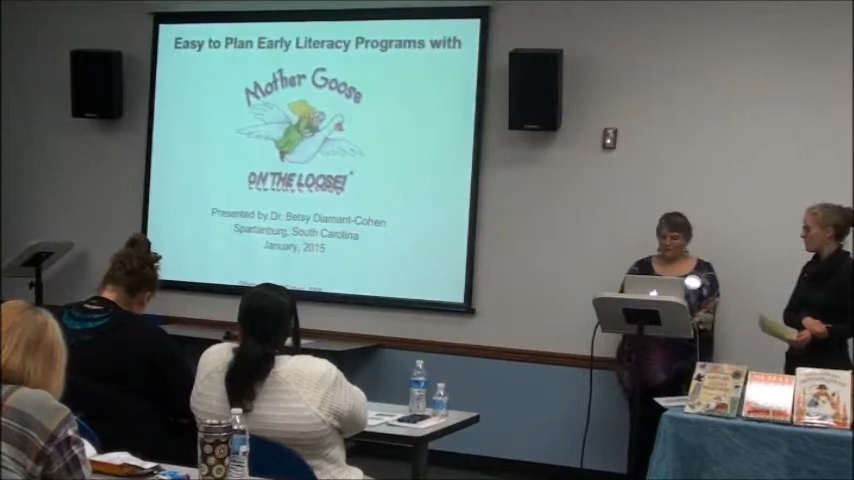 Easy to Plan Early Literacy Programs with
Mother Goose
ON THE LOOSE!
Presented by Dr. Betsy Diamant-Cohen
Spartanburg, South Carolina
January, 2015